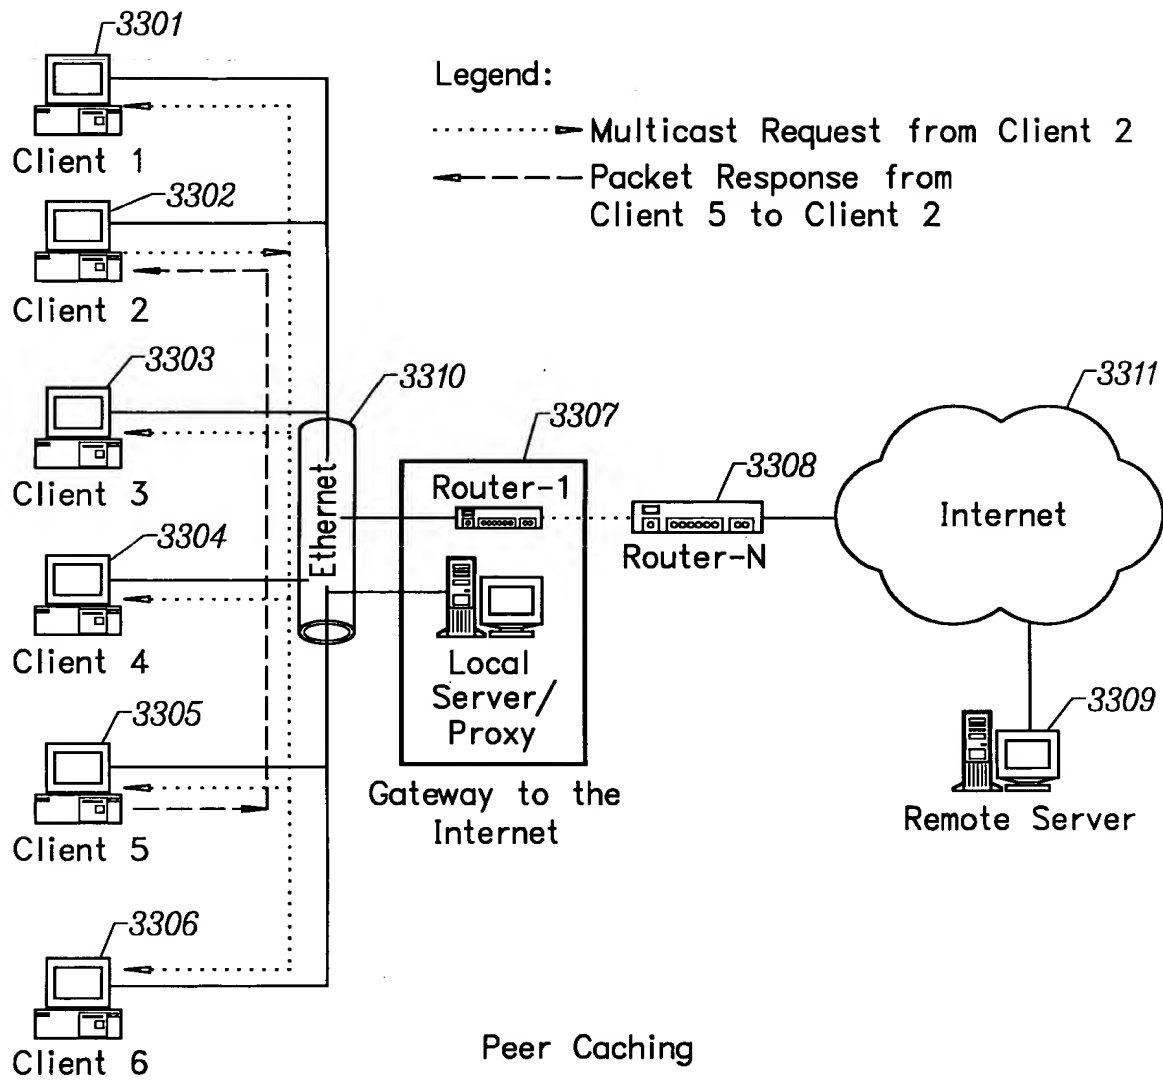 3301
Client 1
Legend:
Multicast Request from Client 2
Packet Response from
Client 5 to Client 2
3302
Client 2
3303
Client 3
3310
Ethernet
3307
Router-1
3308
Router-N
3311
Internet
3304
Client 4
Local
Server/
Proxy
Gateway to the
Internet
3309
Remote Server
3305
Client 5
3306
Client 6
Peer Caching